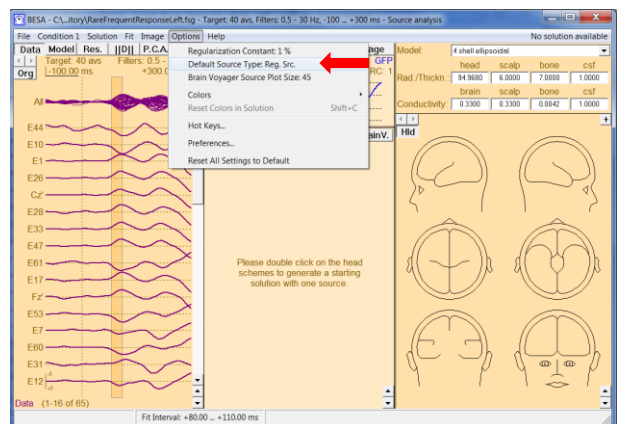 BESA - C:\...itory\RareFrequentResponseLeft.fsg - Target: 40 avs, Filters: 0.5 - 30 Hz, -100 ... +300 ms - Source analysis
File Condition 1 Solution Fit Image Options Help No solution available
Data Model Res. ||D|| P.C.A.
Target: 40 avs Filters: 0.5 -
Org -100.00 ms +300.0
All
E44
E10
E1
E26
Cz'
E28
E33
E47
E61
E17
Fz'
E53
E7
E60
E31
E12
Data (1-16 of 65)
Regularization Constant: 1 %
Default Source Type: Reg. Src.
Brain Voyager Source Plot Size: 45
Colors
Reset Colors in Solution Shift+C
Hot Keys...
Preferences...
Reset All Settings to Default
age
GFP
RC: 1
ainV.
Please double click on the head
schemes to generate a starting
solution with one source.
Model: 4 shell ellipsoidal
head scalp bone csf
Rad./Thickn.: 94.9680 6.0000 7.0000 1.0000
brain scalp bone csf
Conductivity: 0.3300 0.3300 0.0042 1.0000
Hld
Fit Interval: +80.00 ... +110.00 ms